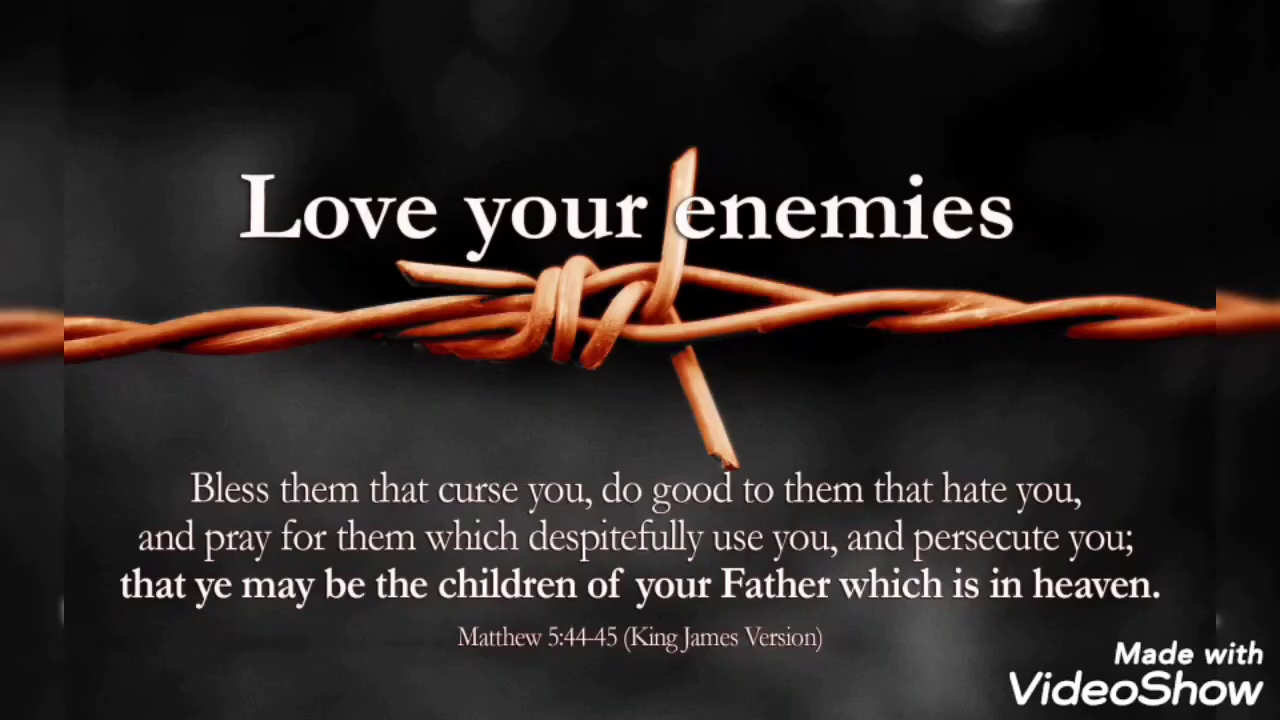 Love your enemies
Bless them that curse you, do good to them that hate you,
and pray for them which despitefully use you, and persecute you;
that ye may be the children of your Father which is in heaven.
Matthew 5:44-45 (King James Version)
Made with
VideoShow